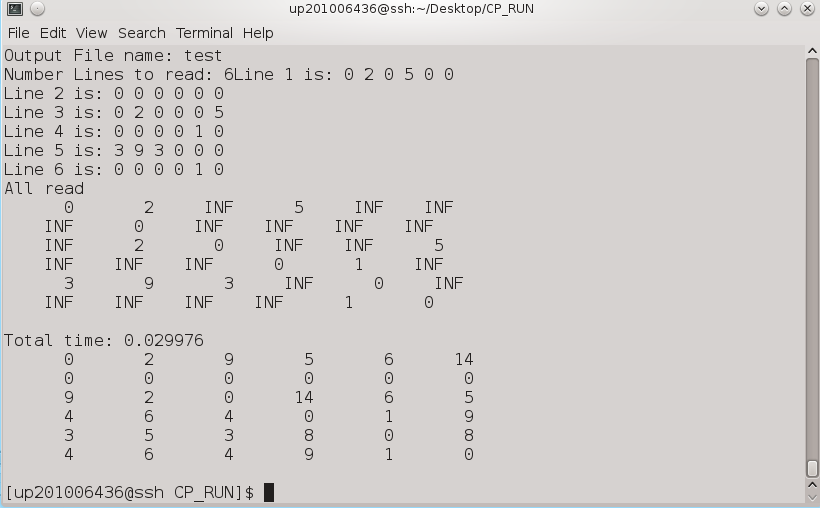 up201006436@ssh:~/Desktop/CP_RUN
File Edit View Search Terminal Help
Output File name: test
Number Lines to read: 6Line 1 is: 0 2 0 5 0 0
Line 2 is: 0 0 0 0 0 0
Line 3 is: 0 2 0 0 0 5
Line 4 is: 0 0 0 0 1 0
Line 5 is: 3 9 3 0 0 0
Line 6 is: 0 0 0 0 1 0
All read
0 2 INF 5 INF INF
INF 0 INF INF INF INF
INF 2 0 INF INF 5
INF INF INF 0 1 INF
3 9 3 INF 0 INF
INF INF INF INF 1 0
Total time: 0.029976
0 2 9 5 6 14
0 0 0 0 0 0
9 2 0 14 6 5
4 6 4 0 1 9
3 5 3 8 0 8
4 6 4 9 1 0
[up201006436@ssh CP_RUN]$